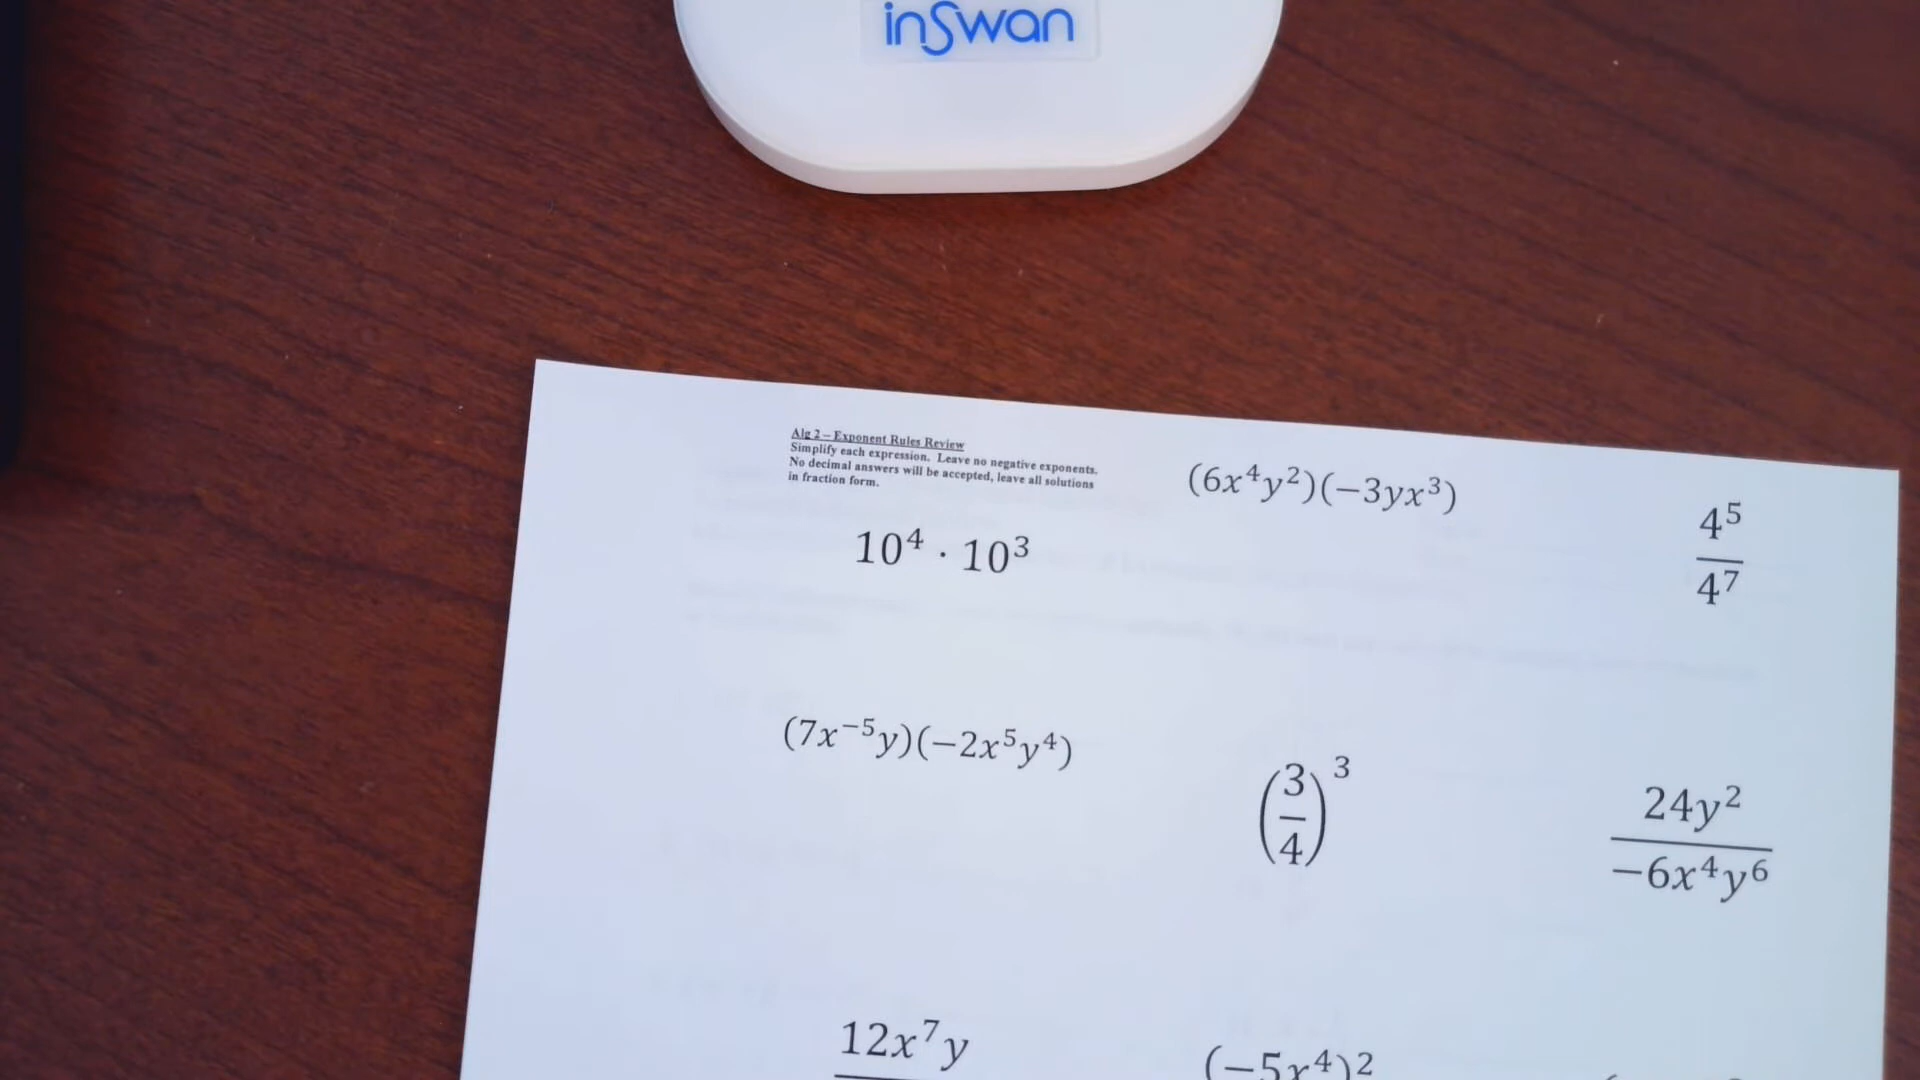 inSwan
Alg 2 – Exponent Rules Review
Simplify each expression. Leave no negative exponents.
No decimal answers will be accepted, leave all solutions
in fraction form.
10⁴ · 10³
(6x⁴y²)(−3yx³)
4⁵
4⁷
(7x⁻⁵y)(−2x⁵y⁴)
(3/4)³
24y²
−6x⁴y⁶
12x⁷y
(−5x⁴)²